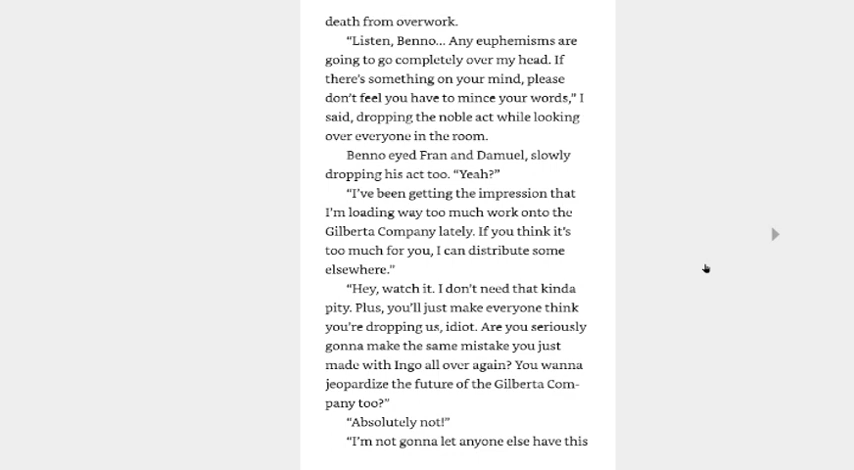 death from overwork.
“Listen, Benno... Any euphemisms are
going to go completely over my head. If
there’s something on your mind, please
don’t feel you have to mince your words,” I
said, dropping the noble act while looking
over everyone in the room.
Benno eyed Fran and Damuel, slowly
dropping his act too. “Yeah?”
“I’ve been getting the impression that
I’m loading way too much work onto the
Gilberta Company lately. If you think it’s
too much for you, I can distribute some
elsewhere.”
“Hey, watch it. I don’t need that kinda
pity. Plus, you’ll just make everyone think
you’re dropping us, idiot. Are you seriously
gonna make the same mistake you just
made with Ingo all over again? You wanna
jeopardize the future of the Gilberta Com-
pany too?”
“Absolutely not!”
“I’m not gonna let anyone else have this